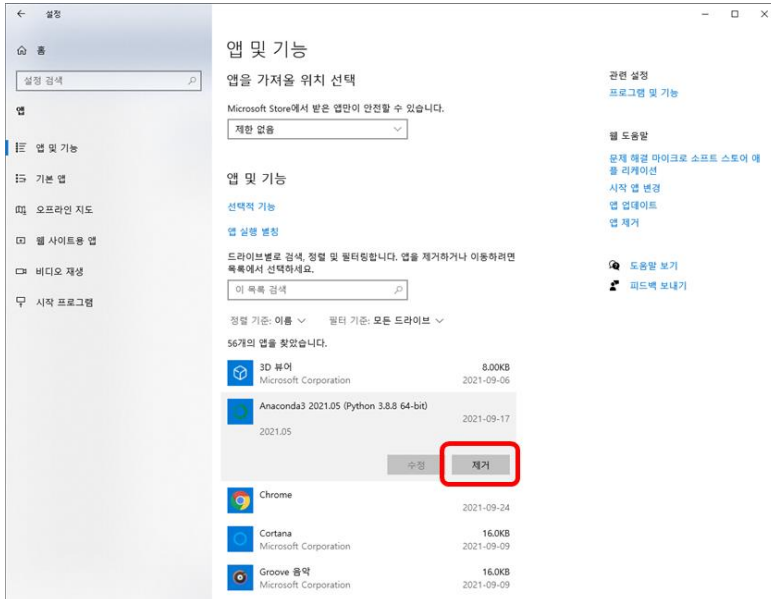 설정
홈
설정 검색
앱
앱 및 기능
기본 앱
오프라인 지도
웹 사이트용 앱
비디오 재생
시작 프로그램
앱 및 기능
앱을 가져올 위치 선택
Microsoft Store에서 받은 앱만이 안전할 수 있습니다.
제한 없음
앱 및 기능
선택적 기능
앱 실행 별칭
드라이브별로 검색, 정렬 및 필터링합니다. 앱을 제거하거나 이동하려면
목록에서 선택하세요.
이 목록 검색
정렬 기준: 이름 필터 기준: 모든 드라이브
56개의 앱을 찾았습니다.
3D 뷰어 8.00KB
Microsoft Corporation 2021-09-06
Anaconda3 2021.05 (Python 3.8.8 64-bit)
2021-09-17
2021.05
수정 제거
Chrome
2021-09-24
Cortana 16.0KB
Microsoft Corporation 2021-09-09
Groove 음악 16.0KB
Microsoft Corporation 2021-09-09
관련 설정
프로그램 및 기능
웹 도움말
문제 해결 마이크로 소프트 스토어 애
플 리케이션
시작 앱 변경
앱 업데이트
앱 제거
도움말 보기
피드백 보내기